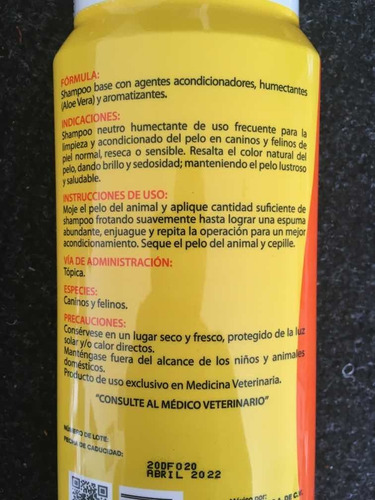 FÓRMULA:
Shampoo base con agentes acondicionadores, humectantes
(Aloe Vera) y aromatizantes.
INDICACIONES:
Shampoo neutro humectante de uso frecuente para la
limpieza y acondicionado del pelo en caninos y felinos de
piel normal, reseca o sensible. Resalta el color natural del
pelo, dando brillo y sedosidad; manteniendo el pelo lustroso
y saludable.
INSTRUCCIONES DE USO:
Moje el pelo del animal y aplique cantidad suficiente de
shampoo frotando suavemente hasta lograr una espuma
abundante, enjuague y repita la operación para un mejor
acondicionamiento. Seque el pelo del animal y cepille.
VÍA DE ADMINISTRACIÓN:
Tópica.
ESPECIES:
Caninos y felinos.
PRECAUCIONES:
Consérvese en un lugar seco y fresco, protegido de la luz
solar y/o calor directos.
Manténgase fuera del alcance de los niños y animales
domésticos.
Producto de uso exclusivo en Medicina Veterinaria.
"CONSULTE AL MÉDICO VETERINARIO"
NÚMERO DE LOTE:
FECHA DE CADUCIDAD:
20DF020
ABRIL 2022
por:
DE C.V.